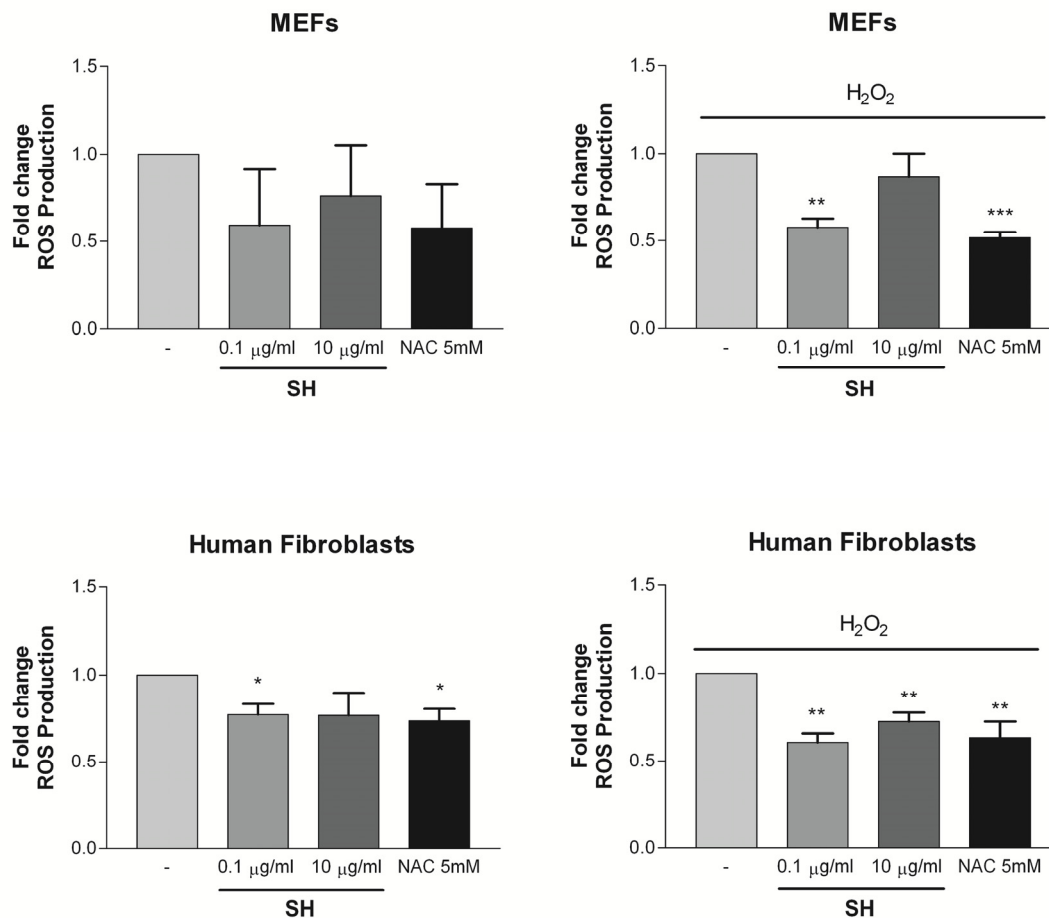 MEFs
1.5
1.0
0.5
0.0
Fold change
ROS Production
-
0.1 µg/ml
10 µg/ml
NAC 5mM
SH
MEFs
1.5
1.0
0.5
0.0
Fold change
ROS Production
H₂O₂
**
***
-
0.1 µg/ml
10 µg/ml
NAC 5mM
SH
Human Fibroblasts
1.5
1.0
0.5
0.0
Fold change
ROS Production
*
*
-
0.1 µg/ml
10 µg/ml
NAC 5mM
SH
Human Fibroblasts
1.5
1.0
0.5
0.0
Fold change
ROS Production
H₂O₂
**
**
**
-
0.1 µg/ml
10 µg/ml
NAC 5mM
SH